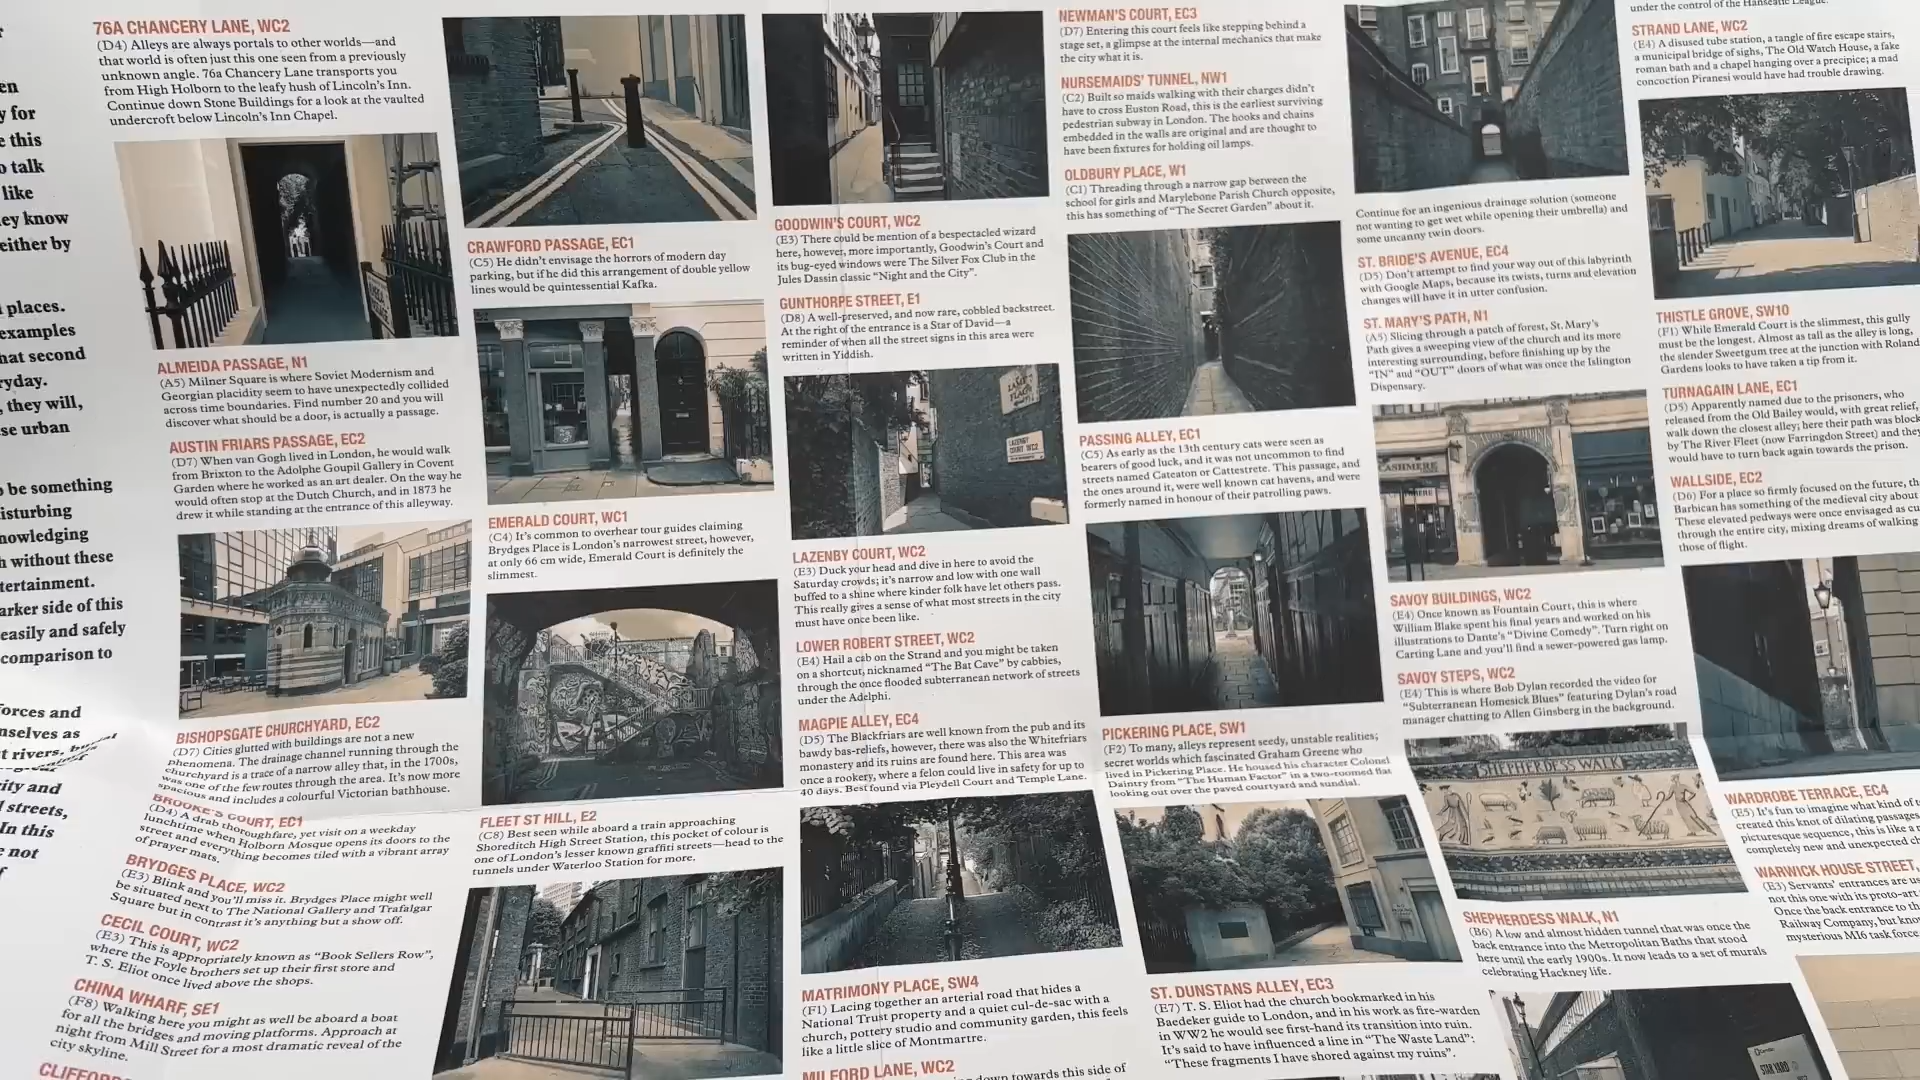 en
y for
e this
o talk
like
ey know
either by
places.
examples
hat second
ryday.
, they will,
se urban
o be something
isturbing
nowledging
h without these
tertainment.
arker side of this
easily and safely
comparison to
forces and
mselves as
t rivers, but
city and
streets,
In this
e not
76A CHANCERY LANE, WC2
(D4) Alleys are always portals to other worlds—and
that world is often just this one seen from a previously
unknown angle. 76a Chancery Lane transports you
from High Holborn to the leafy hush of Lincoln's Inn.
Continue down Stone Buildings for a look at the vaulted
undercroft below Lincoln's Inn Chapel.
ALMEIDA PASSAGE, N1
(A5) Milner Square is where Soviet Modernism and
Georgian placidity seem to have unexpectedly collided
across time boundaries. Find number 20 and you will
discover what should be a door, is actually a passage.
AUSTIN FRIARS PASSAGE, EC2
(D7) When van Gogh lived in London, he would walk
from Brixton to the Adolphe Goupil Gallery in Covent
Garden where he worked as an art dealer. On the way he
would often stop at the Dutch Church, and in 1873 he
drew it while standing at the entrance of this alleyway.
BISHOPSGATE CHURCHYARD, EC2
(D7) Cities glutted with buildings are not a new
phenomena. The drainage channel running through the
churchyard is a trace of a narrow alley that, in the 1700s,
was one of the few routes through the area. It's now more
spacious and includes a colourful Victorian bathhouse.
BROOKE'S COURT, EC1
(D4) A drab thoroughfare, yet visit on a weekday
lunchtime when Holborn Mosque opens its doors to the
street and everything becomes tiled with a vibrant array
of prayer mats.
BRYDGES PLACE, WC2
(E3) Blink and you'll miss it. Brydges Place might well
be situated next to The National Gallery and Trafalgar
Square but in contrast it's anything but a show off.
CECIL COURT, WC2
(E3) This is appropriately known as "Book Sellers Row",
where the Foyle brothers set up their first store and
T. S. Eliot once lived above the shops.
CHINA WHARF, SE1
(F8) Walking here you might as well be aboard a boat
for all the bridges and moving platforms. Approach at
night from Mill Street for a most dramatic reveal of the
city skyline.
CLIFFORD
CRAWFORD PASSAGE, EC1
(C5) He didn't envisage the horrors of modern day
parking, but if he did this arrangement of double yellow
lines would be quintessential Kafka.
EMERALD COURT, WC1
(C4) It's common to overhear tour guides claiming
Brydges Place is London's narrowest street, however,
at only 66 cm wide, Emerald Court is definitely the
slimmest.
FLEET ST HILL, E2
(C8) Best seen while aboard a train approaching
Shoreditch High Street Station, this pocket of colour is
one of London's lesser known graffiti streets—head to the
tunnels under Waterloo Station for more.
GOODWIN'S COURT, WC2
(E3) There could be mention of a bespectacled wizard
here, however, more importantly, Goodwin's Court and
its bug-eyed windows were The Silver Fox Club in the
Jules Dassin classic "Night and the City".
GUNTHORPE STREET, E1
(D8) A well-preserved, and now rare, cobbled backstreet.
At the right of the entrance is a Star of David—a
reminder of when all the street signs in this area were
written in Yiddish.
LAZENBY
COURT WC2
LAZENBY COURT, WC2
(E3) Duck your head and dive in here to avoid the
Saturday crowds; it's narrow and low with one wall
buffed to a shine where kinder folk have let others pass.
This really gives a sense of what most streets in the city
must have once been like.
LOWER ROBERT STREET, WC2
(E4) Hail a cab on the Strand and you might be taken
on a shortcut, nicknamed "The Bat Cave" by cabbies,
through the once flooded subterranean network of streets
under the Adelphi.
MAGPIE ALLEY, EC4
(D5) The Blackfriars are well known from the pub and its
bawdy bas-reliefs, however, there was also the Whitefriars
monastery and its ruins are found here. This area was
once a rookery, where a felon could live in safety for up to
40 days. Best found via Pleydell Court and Temple Lane.
MATRIMONY PLACE, SW4
(F1) Lacing together an arterial road that hides a
National Trust property and a quiet cul-de-sac with a
church, pottery studio and community garden, this feels
like a little slice of Montmartre.
MILFORD LANE, WC2
down towards this side of
NEWMAN'S COURT, EC3
(D7) Entering this court feels like stepping behind a
stage set, a glimpse at the internal mechanics that make
the city what it is.
NURSEMAIDS' TUNNEL, NW1
(C2) Built so maids walking with their charges didn't
have to cross Euston Road, this is the earliest surviving
pedestrian subway in London. The hooks and chains
embedded in the walls are original and are thought to
have been fixtures for holding oil lamps.
OLDBURY PLACE, W1
(C1) Threading through a narrow gap between the
school for girls and Marylebone Parish Church opposite,
this has something of "The Secret Garden" about it.
PASSING ALLEY, EC1
(C5) As early as the 13th century cats were seen as
bearers of good luck, and it was not uncommon to find
streets named Cateaton or Cattestrete. This passage, and
the ones around it, were well known cat havens, and were
formerly named in honour of their patrolling paws.
PICKERING PLACE, SW1
(F2) To many, alleys represent seedy, unstable realities;
secret worlds which fascinated Graham Greene who
lived in Pickering Place. He housed his character Colonel
Daintry from "The Human Factor" in a two-roomed flat
looking out over the paved courtyard and sundial.
ST. DUNSTANS ALLEY, EC3
(E7) T. S. Eliot had the church bookmarked in his
Baedeker guide to London, and in his work as fire-warden
in WW2 he would see first-hand its transition into ruin.
It's said to have influenced a line in "The Waste Land":
"These fragments I have shored against my ruins".
Continue for an ingenious drainage solution (someone
not wanting to get wet while opening their umbrella) and
some uncanny twin doors.
ST. BRIDE'S AVENUE, EC4
(D5) Don't attempt to find your way out of this labyrinth
with Google Maps, because its twists, turns and elevation
changes will have it in utter confusion.
ST. MARY'S PATH, N1
(A5) Slicing through a patch of forest, St. Mary's
Path gives a sweeping view of the church and its more
interesting surrounding, before finishing up by the
"IN" and "OUT" doors of what was once the Islington
Dispensary.
CASHMERE
SAVOY BUILDINGS
SAVOY BUILDINGS, WC2
(E4) Once known as Fountain Court, this is where
William Blake spent his final years and worked on his
illustrations to Dante's "Divine Comedy". Turn right on
Carting Lane and you'll find a sewer-powered gas lamp.
SAVOY STEPS, WC2
(E4) This is where Bob Dylan recorded the video for
"Subterranean Homesick Blues" featuring Dylan's road
manager chatting to Allen Ginsberg in the background.
SHEPHERDESS WALK
SHEPHERDESS WALK, N1
(B6) A low and almost hidden tunnel that was once the
back entrance into the Metropolitan Baths that stood
here until the early 1900s. It now leads to a set of murals
celebrating Hackney life.
STAR YARD
under the control of the Hanseatic League.
STRAND LANE, WC2
(E4) A disused tube station, a tangle of fire escape stairs,
a municipal bridge of sighs, The Old Watch House, a fake
roman bath and a chapel hanging over a precipice; a mad
concoction Piranesi would have had trouble drawing.
THISTLE GROVE, SW10
(F1) While Emerald Court is the slimmest, this gully
must be the longest. Almost as tall as the alley is long,
the slender Sweetgum tree at the junction with Roland
Gardens looks to have taken a tip from it.
TURNAGAIN LANE, EC1
(D5) Apparently named due to the prisoners, who
released from the Old Bailey would, with great relief,
walk down the closest alley; here their path was block
by The River Fleet (now Farringdon Street) and they
would have to turn back again towards the prison.
WALLSIDE, EC2
(D6) For a place so firmly focused on the future, th
Barbican has something of the medieval city about
These elevated pedways were once envisaged as cu
through the entire city, mixing dreams of walking
those of flight.
WARDROBE TERRACE, EC4
(E5) It's fun to imagine what kind of t
created this knot of dilating passages
picturesque sequence, this is like a
completely new and unexpected ch
WARWICK HOUSE STREET,
(E3) Servants' entrances are us
not this one with its proto-art
Once the back entrance to th
Railway Company, but know
mysterious MI6 task force